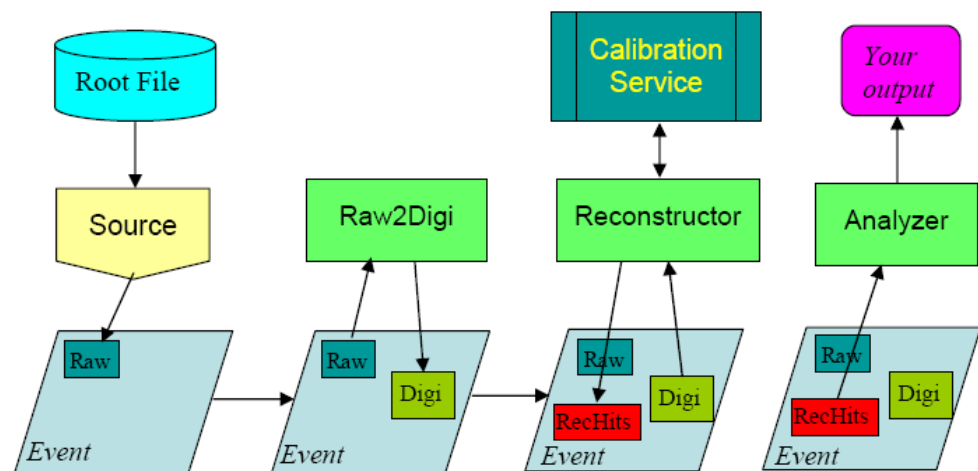 Root File
Calibration
Service
Your
output
Source
Raw2Digi
Reconstructor
Analyzer
Raw
Event
Raw
Digi
Event
Raw
Digi
RecHits
Event
Raw
Digi
RecHits
Event